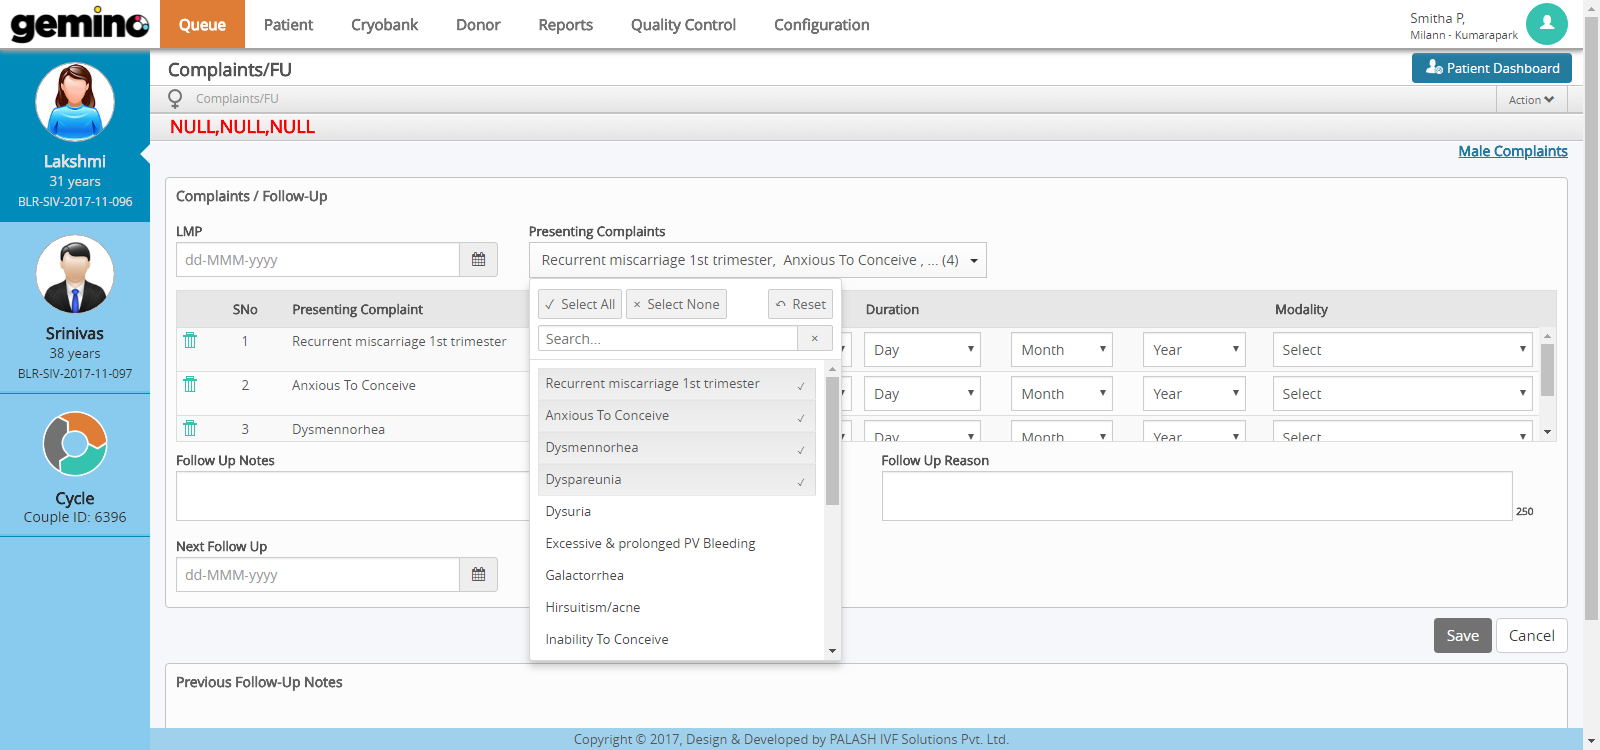 gemino Queue Patient Cryobank Donor Reports Quality Control Configuration Smitha P,
Milann - Kumarapark
Complaints/FU Patient Dashboard
Complaints/FU Action
NULL,NULL,NULL
Male Complaints
Lakshmi
31 years
BLR-SIV-2017-11-096
Srinivas
38 years
BLR-SIV-2017-11-097
Cycle
Couple ID: 6396
Complaints / Follow-Up
LMP Presenting Complaints
dd-MMM-yyyy Recurrent miscarriage 1st trimester, Anxious To Conceive , ... (4)
✓ Select All × Select None Reset
Search... ×
SNo Presenting Complaint Duration Modality
1 Recurrent miscarriage 1st trimester Day Month Year Select
2 Anxious To Conceive Day Month Year Select
3 Dysmennorhea Day Month Year Select
Recurrent miscarriage 1st trimester ✓
Anxious To Conceive ✓
Dysmennorhea ✓
Dyspareunia ✓
Dysuria
Excessive & prolonged PV Bleeding
Galactorrhea
Hirsuitism/acne
Inability To Conceive
Follow Up Notes Follow Up Reason
250
Next Follow Up
dd-MMM-yyyy
Save Cancel
Previous Follow-Up Notes
Copyright © 2017, Design & Developed by PALASH IVF Solutions Pvt. Ltd.